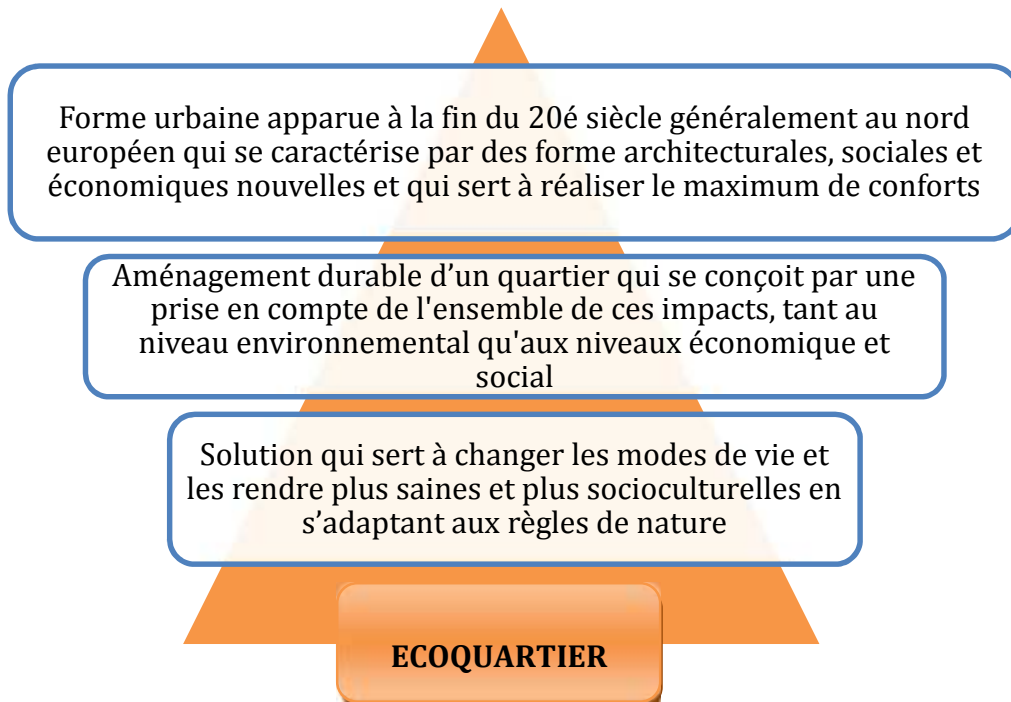 Forme urbaine apparue à la fin du 20é siècle généralement au nord
européen qui se caractérise par des forme architecturales, sociales et
économiques nouvelles et qui sert à réaliser le maximum de conforts
Aménagement durable d’un quartier qui se conçoit par une
prise en compte de l'ensemble de ces impacts, tant au
niveau environnemental qu'aux niveaux économique et
social
Solution qui sert à changer les modes de vie et
les rendre plus saines et plus socioculturelles en
s’adaptant aux règles de nature
ECOQUARTIER